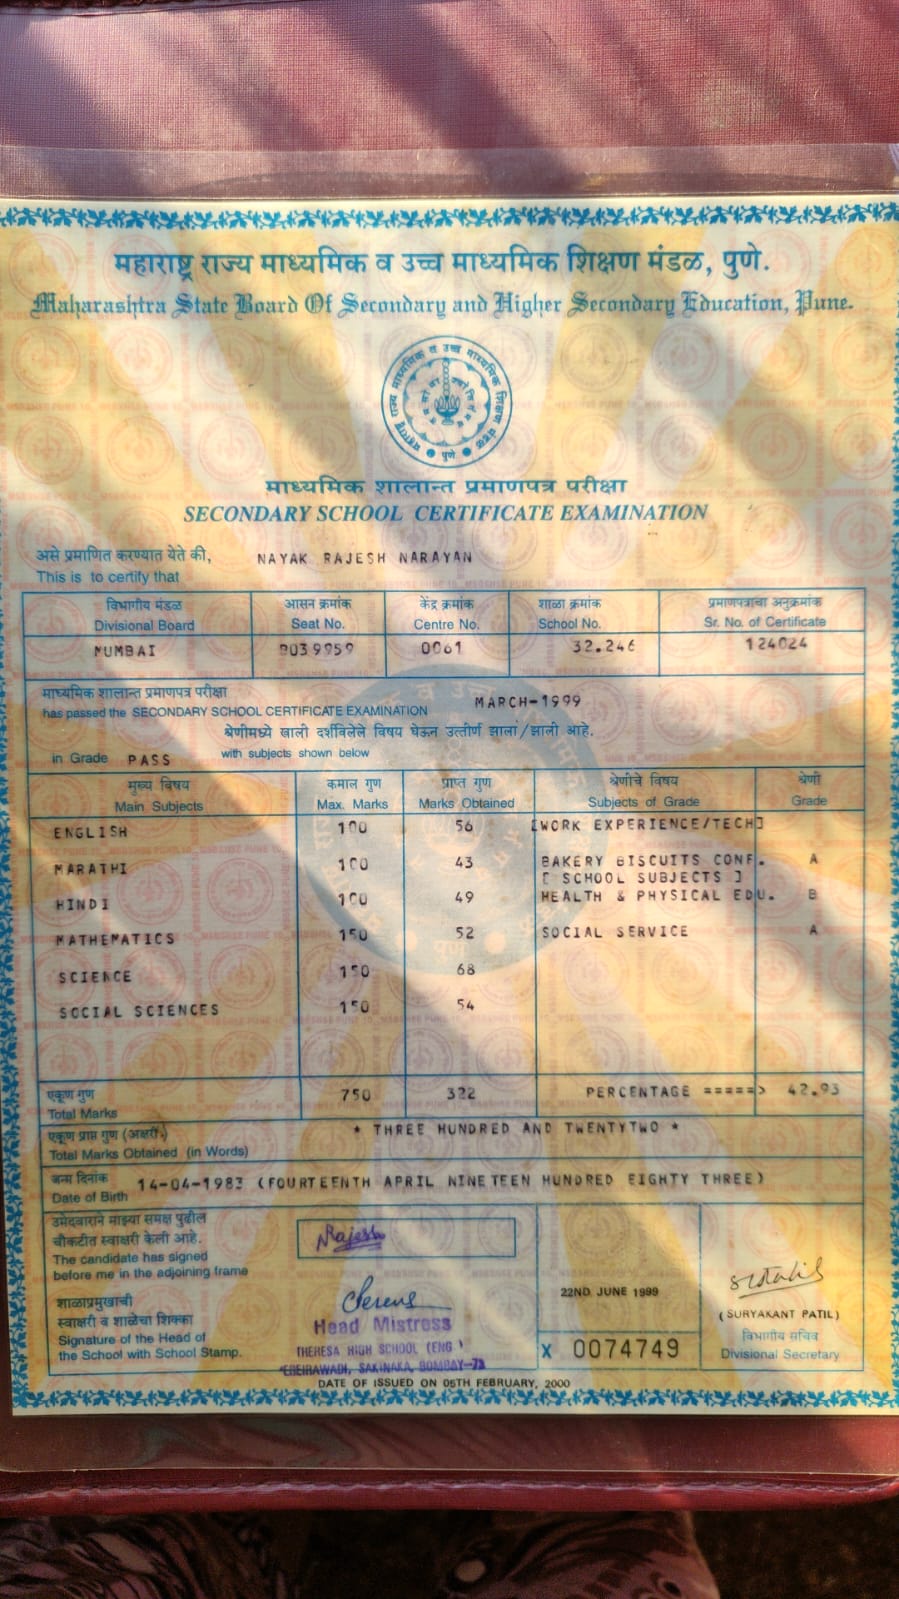 महाराष्ट्र राज्य माध्यमिक व उच्च माध्यमिक शिक्षण मंडळ, पुणे.
Maharashtra State Board Of Secondary and Higher Secondary Education, Pune.
माध्यमिक शालान्त प्रमाणपत्र परीक्षा
SECONDARY SCHOOL CERTIFICATE EXAMINATION
असे प्रमाणित करण्यात येते की, NAYAK RAJESH NARAYAN
This is to certify that
विभागीय मंडळ आसन क्रमांक केंद्र क्रमांक शाळा क्रमांक प्रमाणपत्राचा अनुक्रमांक
Divisional Board Seat No. Centre No. School No. Sr. No. of Certificate
MUMBAI 0061 32.246 124024
माध्यमिक शालान्त प्रमाणपत्र परीक्षा
has passed the SECONDARY SCHOOL CERTIFICATE EXAMINATION MARCH-1999
श्रेणीमध्ये खाली दर्शविलेले विषय घेऊन उत्तीर्ण झाला/झाली आहे.
in Grade PASS with subjects shown below
मुख्य विषय कमाल गुण प्राप्त गुण श्रेणीचे विषय श्रेणी
Main Subjects Max. Marks Marks Obtained Subjects of Grade Grade
ENGLISH 100 56 [WORK EXPERIENCE/TECH]
MARATHI 100 43 BAKERY BISCUITS CONF. A
[ SCHOOL SUBJECTS ]
HINDI 100 49 HEALTH & PHYSICAL EDU. B
MATHEMATICS 150 52 SOCIAL SERVICE A
SCIENCE 150 68
SOCIAL SCIENCES 150 54
एकूण गुण
Total Marks 750 322 PERCENTAGE =====> 42.93
एकूण प्राप्त गुण (अक्षरी) * THREE HUNDRED AND TWENTYTWO *
Total Marks Obtained (in Words)
जन्म दिनांक
Date of Birth 14-04-1983 (FOURTEENTH APRIL NINETEEN HUNDRED EIGHTY THREE)
उमेदवाराने माझ्या समक्ष पुढील
चौकटीत स्वाक्षरी केली आहे.
The candidate has signed
before me in the adjoining frame
Rajesh
शाळाप्रमुखाची
स्वाक्षरी व शाळेचा शिक्का
Signature of the Head of
the School with School Stamp.
Head Mistress
THERESA HIGH SCHOOL (ENG)
SAKINAKA, BOMBAY-72
22ND JUNE 1999
X 0074749
(SURYAKANT PATIL)
विभागीय सचिव
Divisional Secretary
DATE OF ISSUED ON 05TH FEBRUARY, 2000